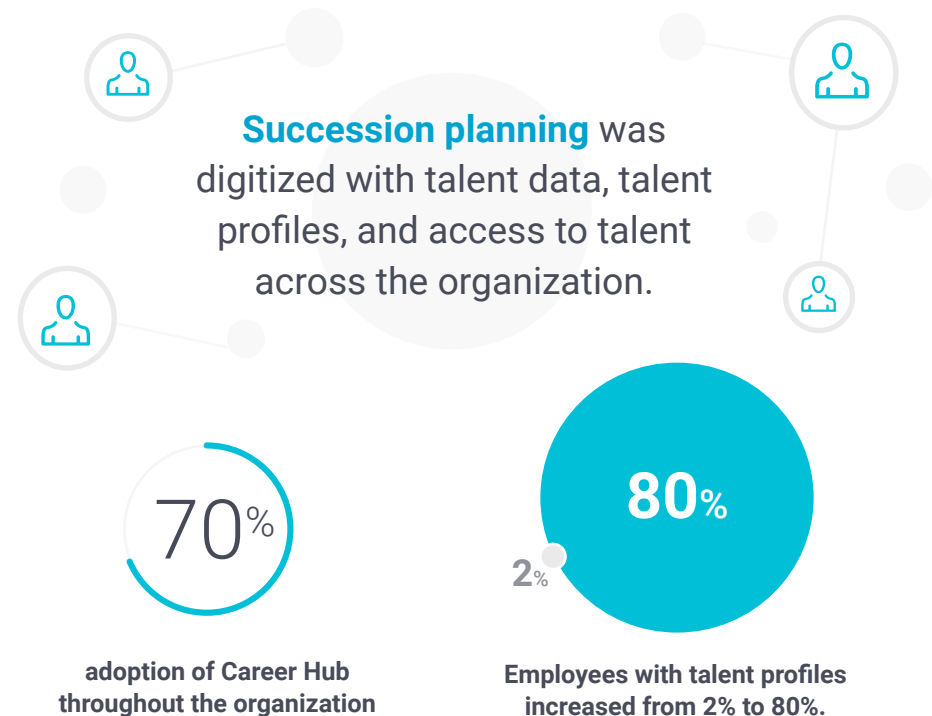 Succession planning was
digitized with talent data, talent
profiles, and access to talent
across the organization.
70%
adoption of Career Hub
throughout the organization
80%
2%
Employees with talent profiles
increased from 2% to 80%.